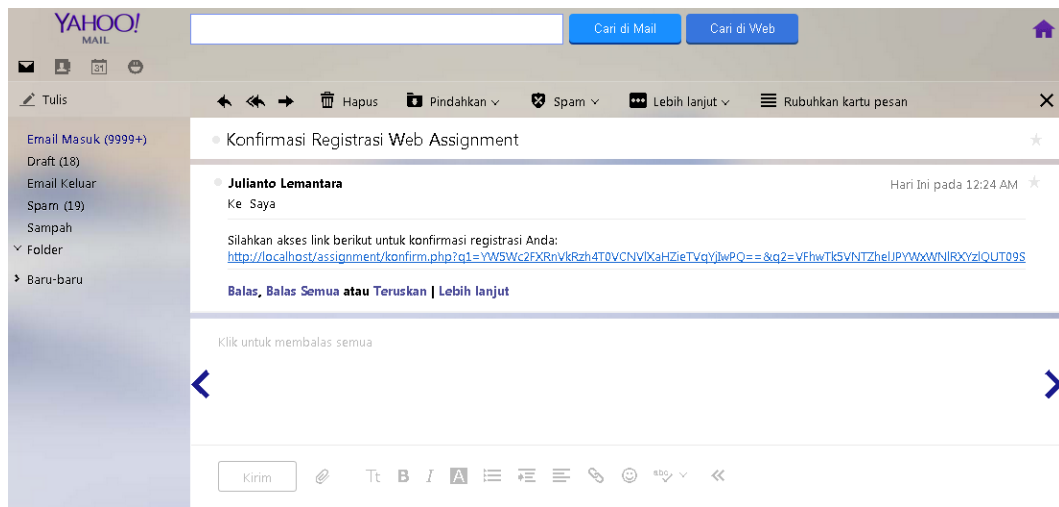 YAHOO!
MAIL
Cari di Mail
Cari di Web
31
Tulis
Hapus
Pindahkan
Spam
Lebih lanjut
Rubuhkan kartu pesan
Email Masuk (9999+)
Draft (18)
Email Keluar
Spam (19)
Sampah
Folder
Baru-baru
Konfirmasi Registrasi Web Assignment
Julianto Lemantara
Hari Ini pada 12:24 AM
Ke Saya
Silahkan akses link berikut untuk konfirmasi registrasi Anda:
http://localhost/assignment/konfirm.php?q1=YW5Wc2FXRnVkRzh4T0VCNVlXaHZieTVqYjIwPQ==&q2=VFhwTk5VNTZhelJPYWxWNlRXYzlQUT09S
Balas, Balas Semua atau Teruskan | Lebih lanjut
Klik untuk membalas semua
Kirim
Tt B I A
abc